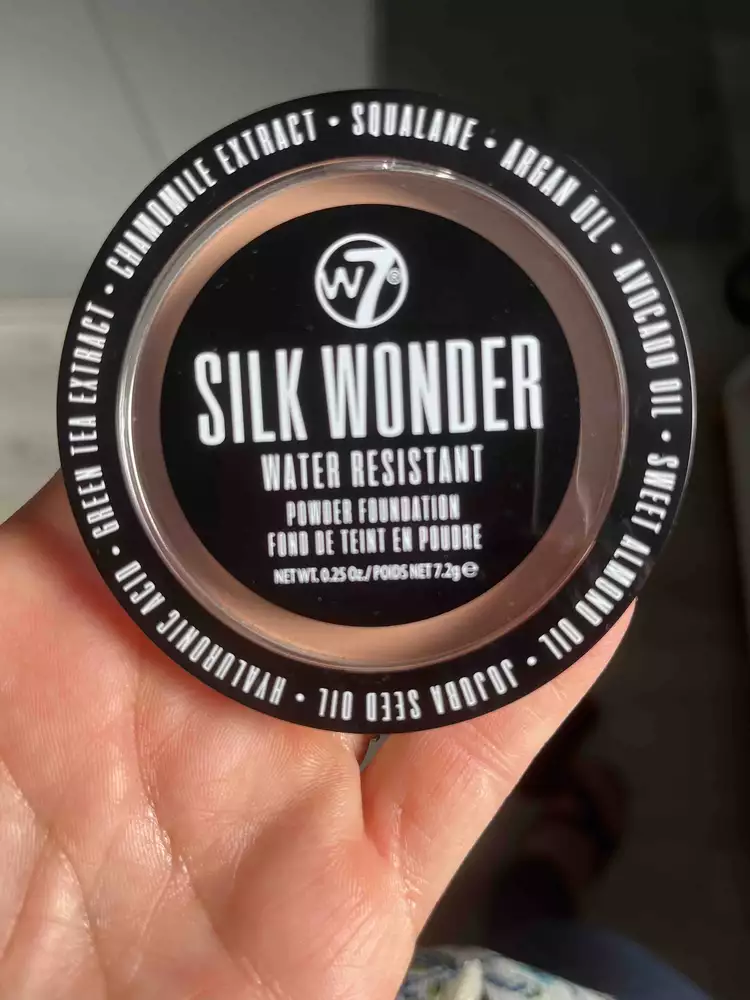 CHAMOMILE EXTRACT • SQUALANE • ARGAN OIL • AVOCADO OIL • SWEET ALMOND OIL • JOJOBA SEED OIL • HYALURONIC ACID • GREEN TEA EXTRACT •
W7®
SILK WONDER
WATER RESISTANT
POWDER FOUNDATION
FOND DE TEINT EN POUDRE
NET WT. 0.25 Oz./POIDS NET 7.2g ℮